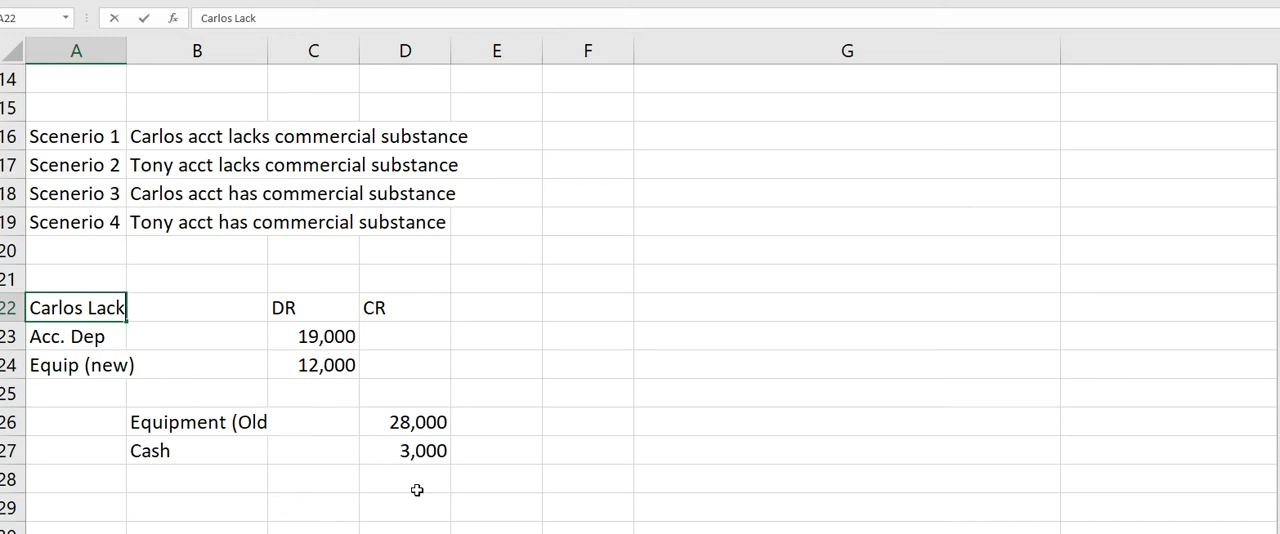 A22 Carlos Lack
A B C D E F G
14
15
16 Scenerio 1 Carlos acct lacks commercial substance
17 Scenerio 2 Tony acct lacks commercial substance
18 Scenerio 3 Carlos acct has commercial substance
19 Scenerio 4 Tony acct has commercial substance
20
21
22 Carlos Lack DR CR
23 Acc. Dep 19,000
24 Equip (new) 12,000
25
26 Equipment (Old 28,000
27 Cash 3,000
28
29